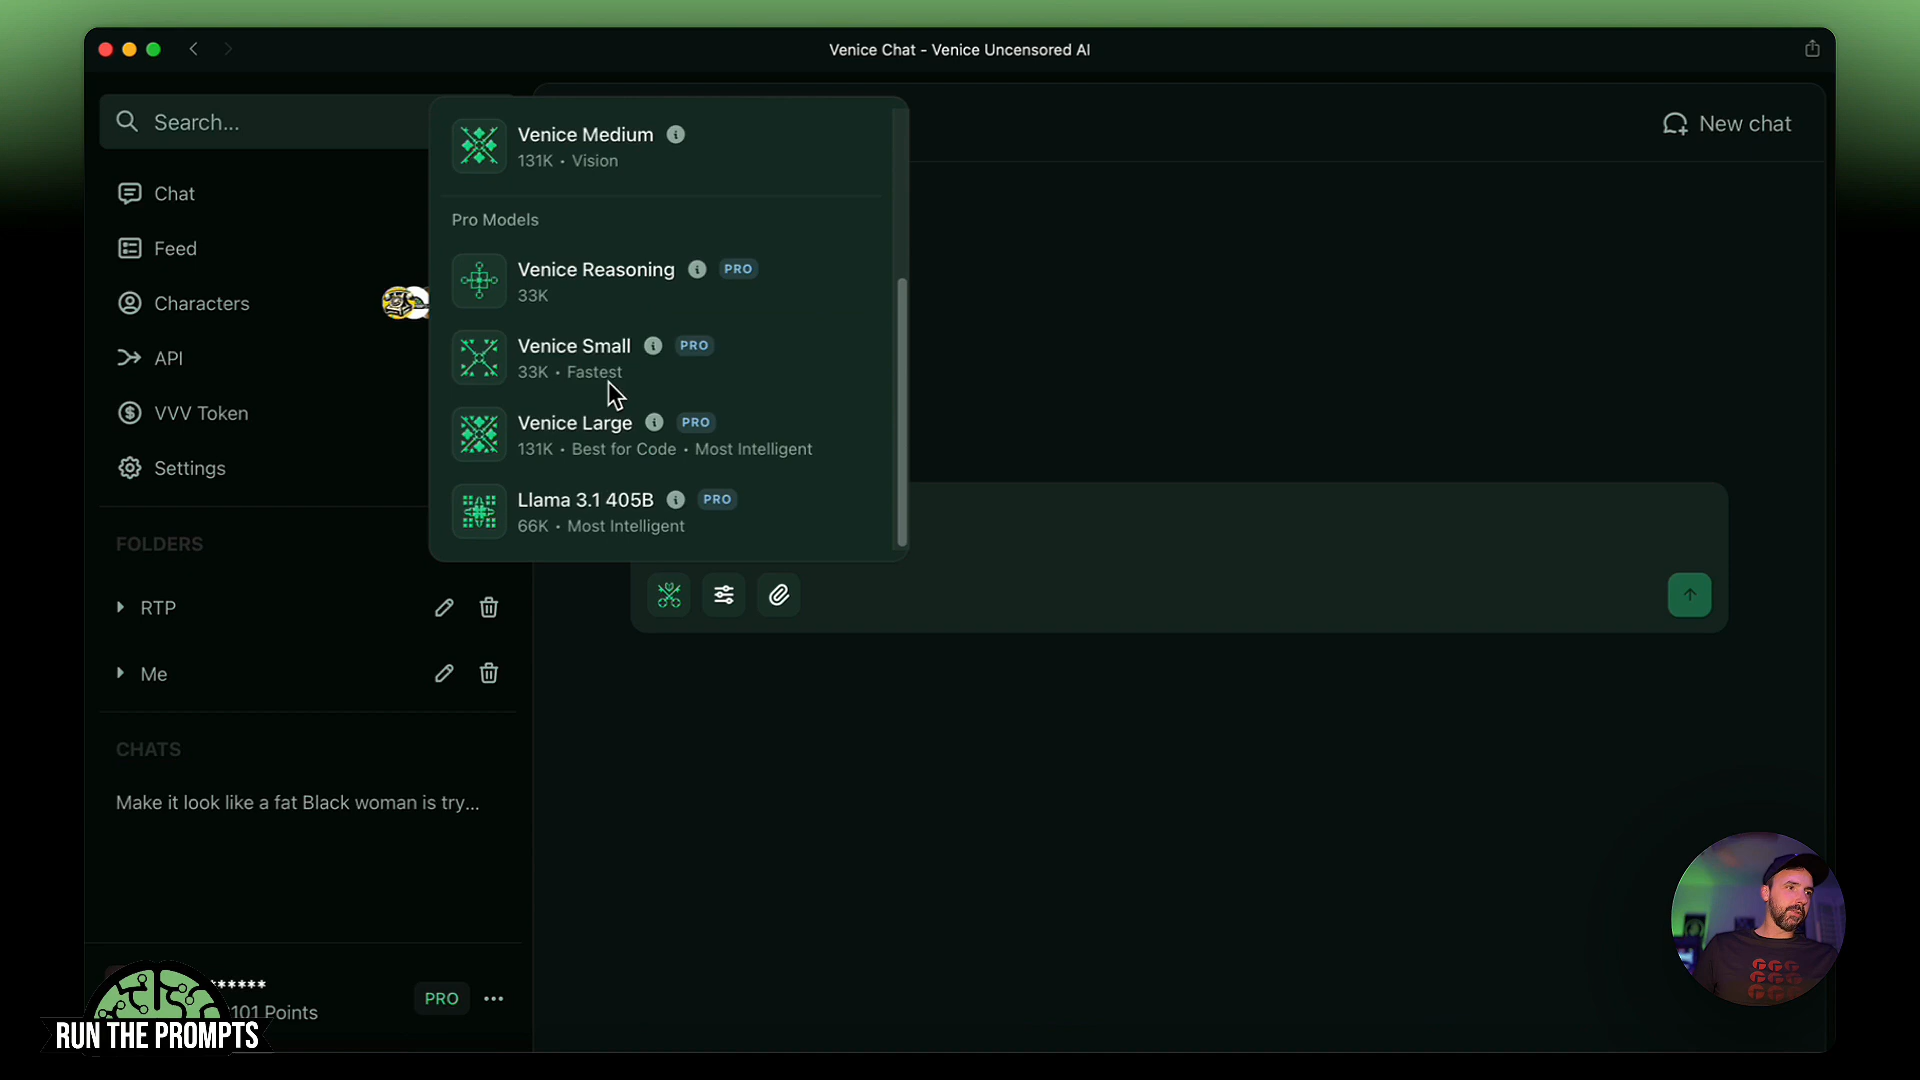 Venice Chat - Venice Uncensored AI
Search...
New chat
Chat
Feed
Characters
API
VVV Token
Settings
Venice Medium
131K • Vision
Pro Models
Venice Reasoning PRO
33K
Venice Small PRO
33K • Fastest
Venice Large PRO
131K • Best for Code • Most Intelligent
Llama 3.1 405B PRO
66K • Most Intelligent
FOLDERS
RTP
Me
CHATS
Make it look like a fat Black woman is try...
******
101 Points
PRO
RUN THE PROMPTS